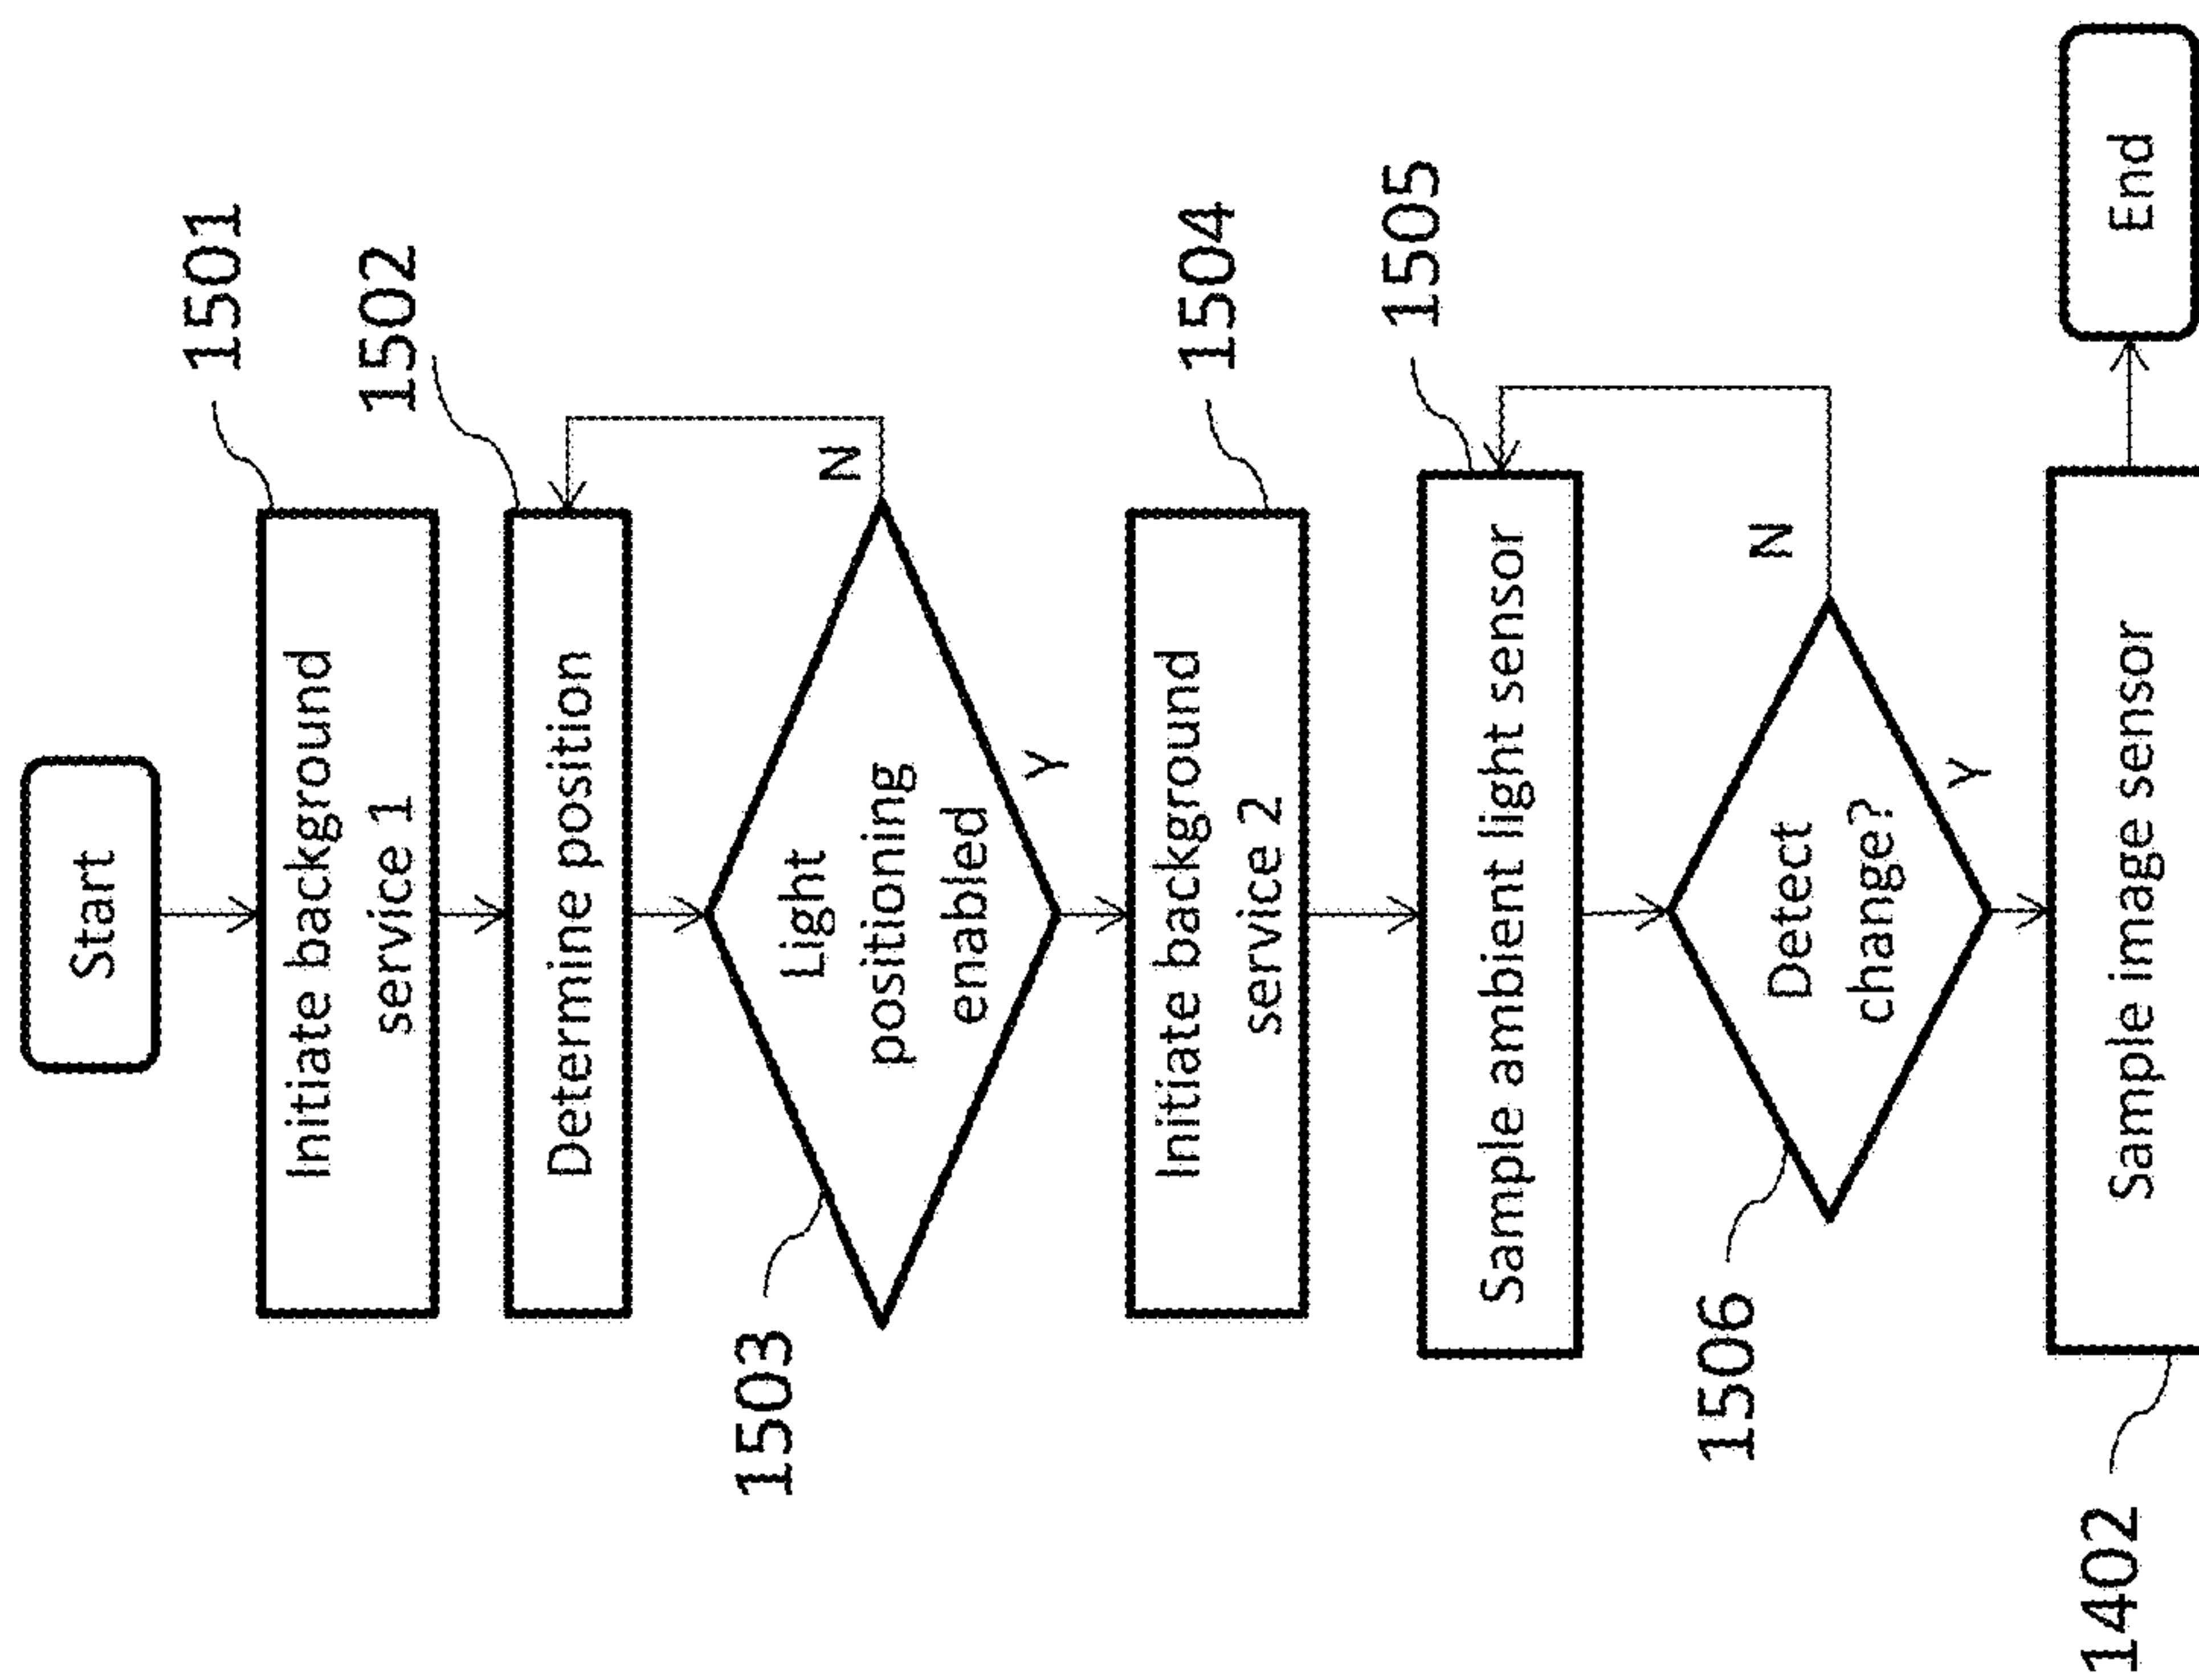 Start
1501
Initiate background
service 1
1502
Determine position
1503
Light
positioning
enabled
N
Y
1504
Initiate background
service 2
1505
Sample ambient light sensor
1506
Detect
change?
N
Y
1402
Sample image sensor
End